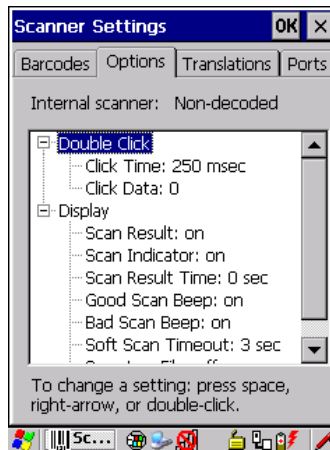 Scanner Settings OK ×
Barcodes Options Translations Ports
Internal scanner: Non-decoded
Double Click
Click Time: 250 msec
Click Data: 0
Display
Scan Result: on
Scan Indicator: on
Scan Result Time: 0 sec
Good Scan Beep: on
Bad Scan Beep: on
Soft Scan Timeout: 3 sec
To change a setting: press space,
right-arrow, or double-click.
Sc...